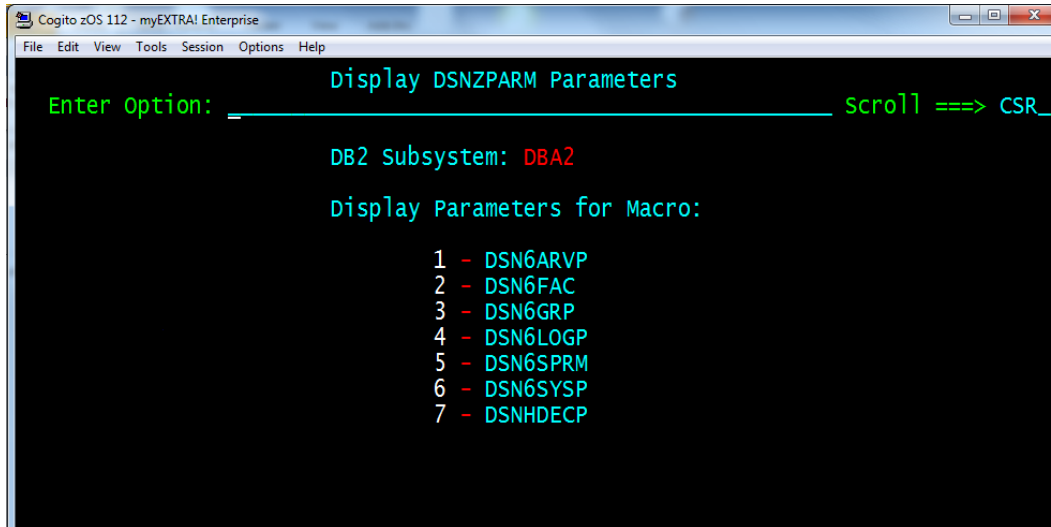 Cogito zOS 112 - myEXTRA! Enterprise
File Edit View Tools Session Options Help
Display DSNZPARM Parameters
Enter Option: Scroll ===> CSR
DB2 Subsystem: DBA2
Display Parameters for Macro:
1 - DSN6ARVP
2 - DSN6FAC
3 - DSN6GRP
4 - DSN6LOGP
5 - DSN6SPRM
6 - DSN6SYSP
7 - DSNHDECP